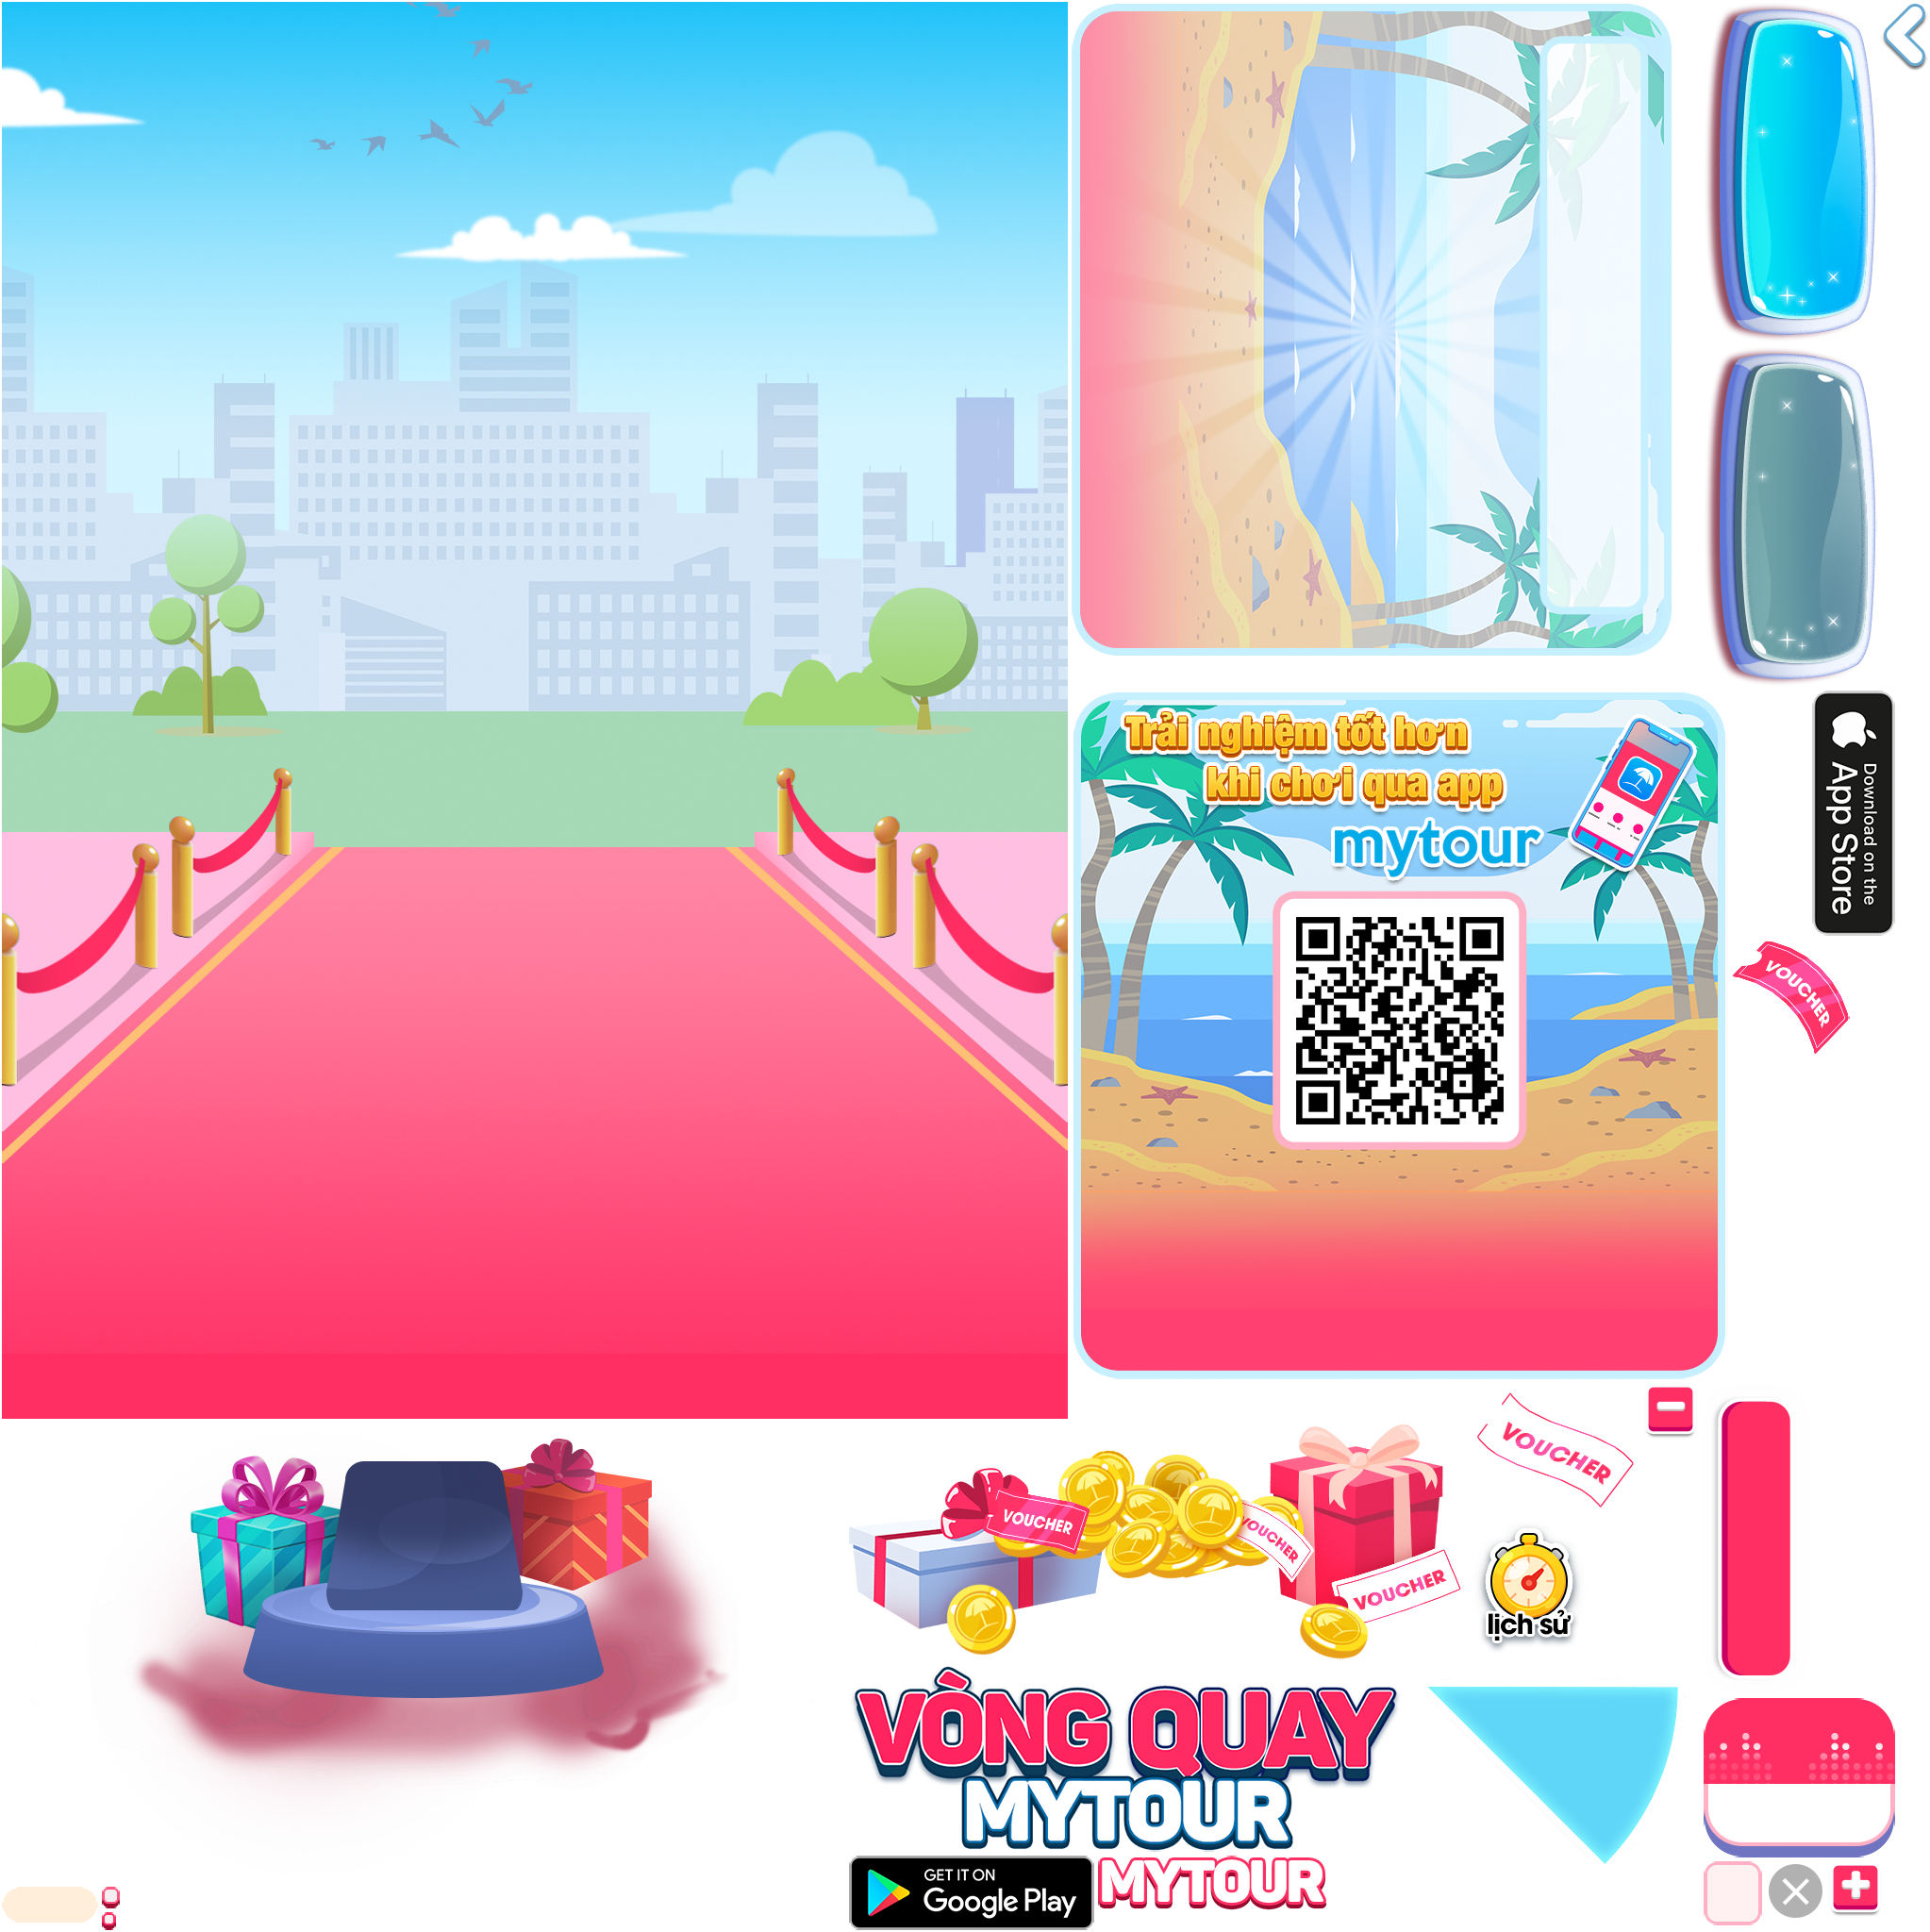 Trải nghiệm tốt hơn
khi chơi qua app
mytour
Download on the
App Store
VOUCHER
VOUCHER
VOUCHER
VOUCHER
VOUCHER
lịch sử
VÒNG QUAY
MYTOUR
GET IT ON
Google Play
MYTOUR